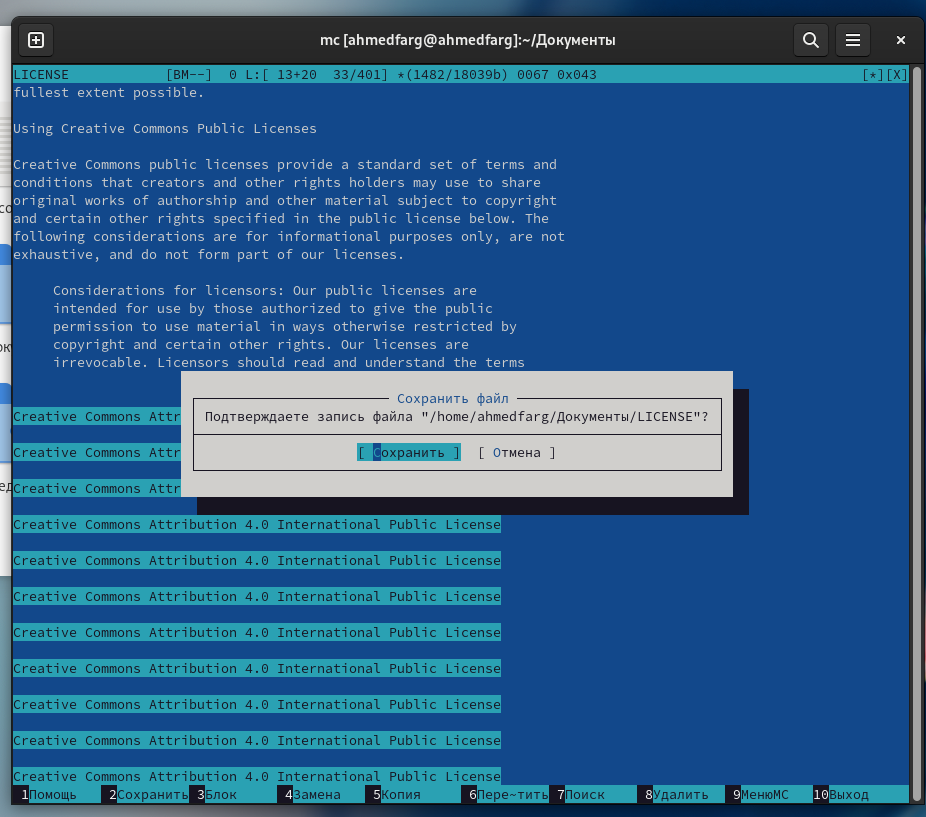 mc [ahmedfarg@ahmedfarg]:~/Документы
LICENSE [BM--] 0 L:[ 13+20 33/401] *(1482/18039b) 0067 0x043 [*][X]
fullest extent possible.
Using Creative Commons Public Licenses
Creative Commons public licenses provide a standard set of terms and
conditions that creators and other rights holders may use to share
original works of authorship and other material subject to copyright
and certain other rights specified in the public license below. The
following considerations are for informational purposes only, are not
exhaustive, and do not form part of our licenses.
Considerations for licensors: Our public licenses are
intended for use by those authorized to give the public
permission to use material in ways otherwise restricted by
copyright and certain other rights. Our licenses are
irrevocable. Licensors should read and understand the terms
Сохранить файл
Creative Commons Attr
Подтверждаете запись файла "/home/ahmedfarg/Документы/LICENSE"?
Creative Commons Attr
[ Сохранить ] [ Отмена ]
Creative Commons Attr
Creative Commons Attribution 4.0 International Public License
Creative Commons Attribution 4.0 International Public License
Creative Commons Attribution 4.0 International Public License
Creative Commons Attribution 4.0 International Public License
Creative Commons Attribution 4.0 International Public License
Creative Commons Attribution 4.0 International Public License
Creative Commons Attribution 4.0 International Public License
Creative Commons Attribution 4.0 International Public License
1Помощь 2Сохранить 3Блок 4Замена 5Копия 6Пере~тить 7Поиск 8Удалить 9МенюMC 10Выход